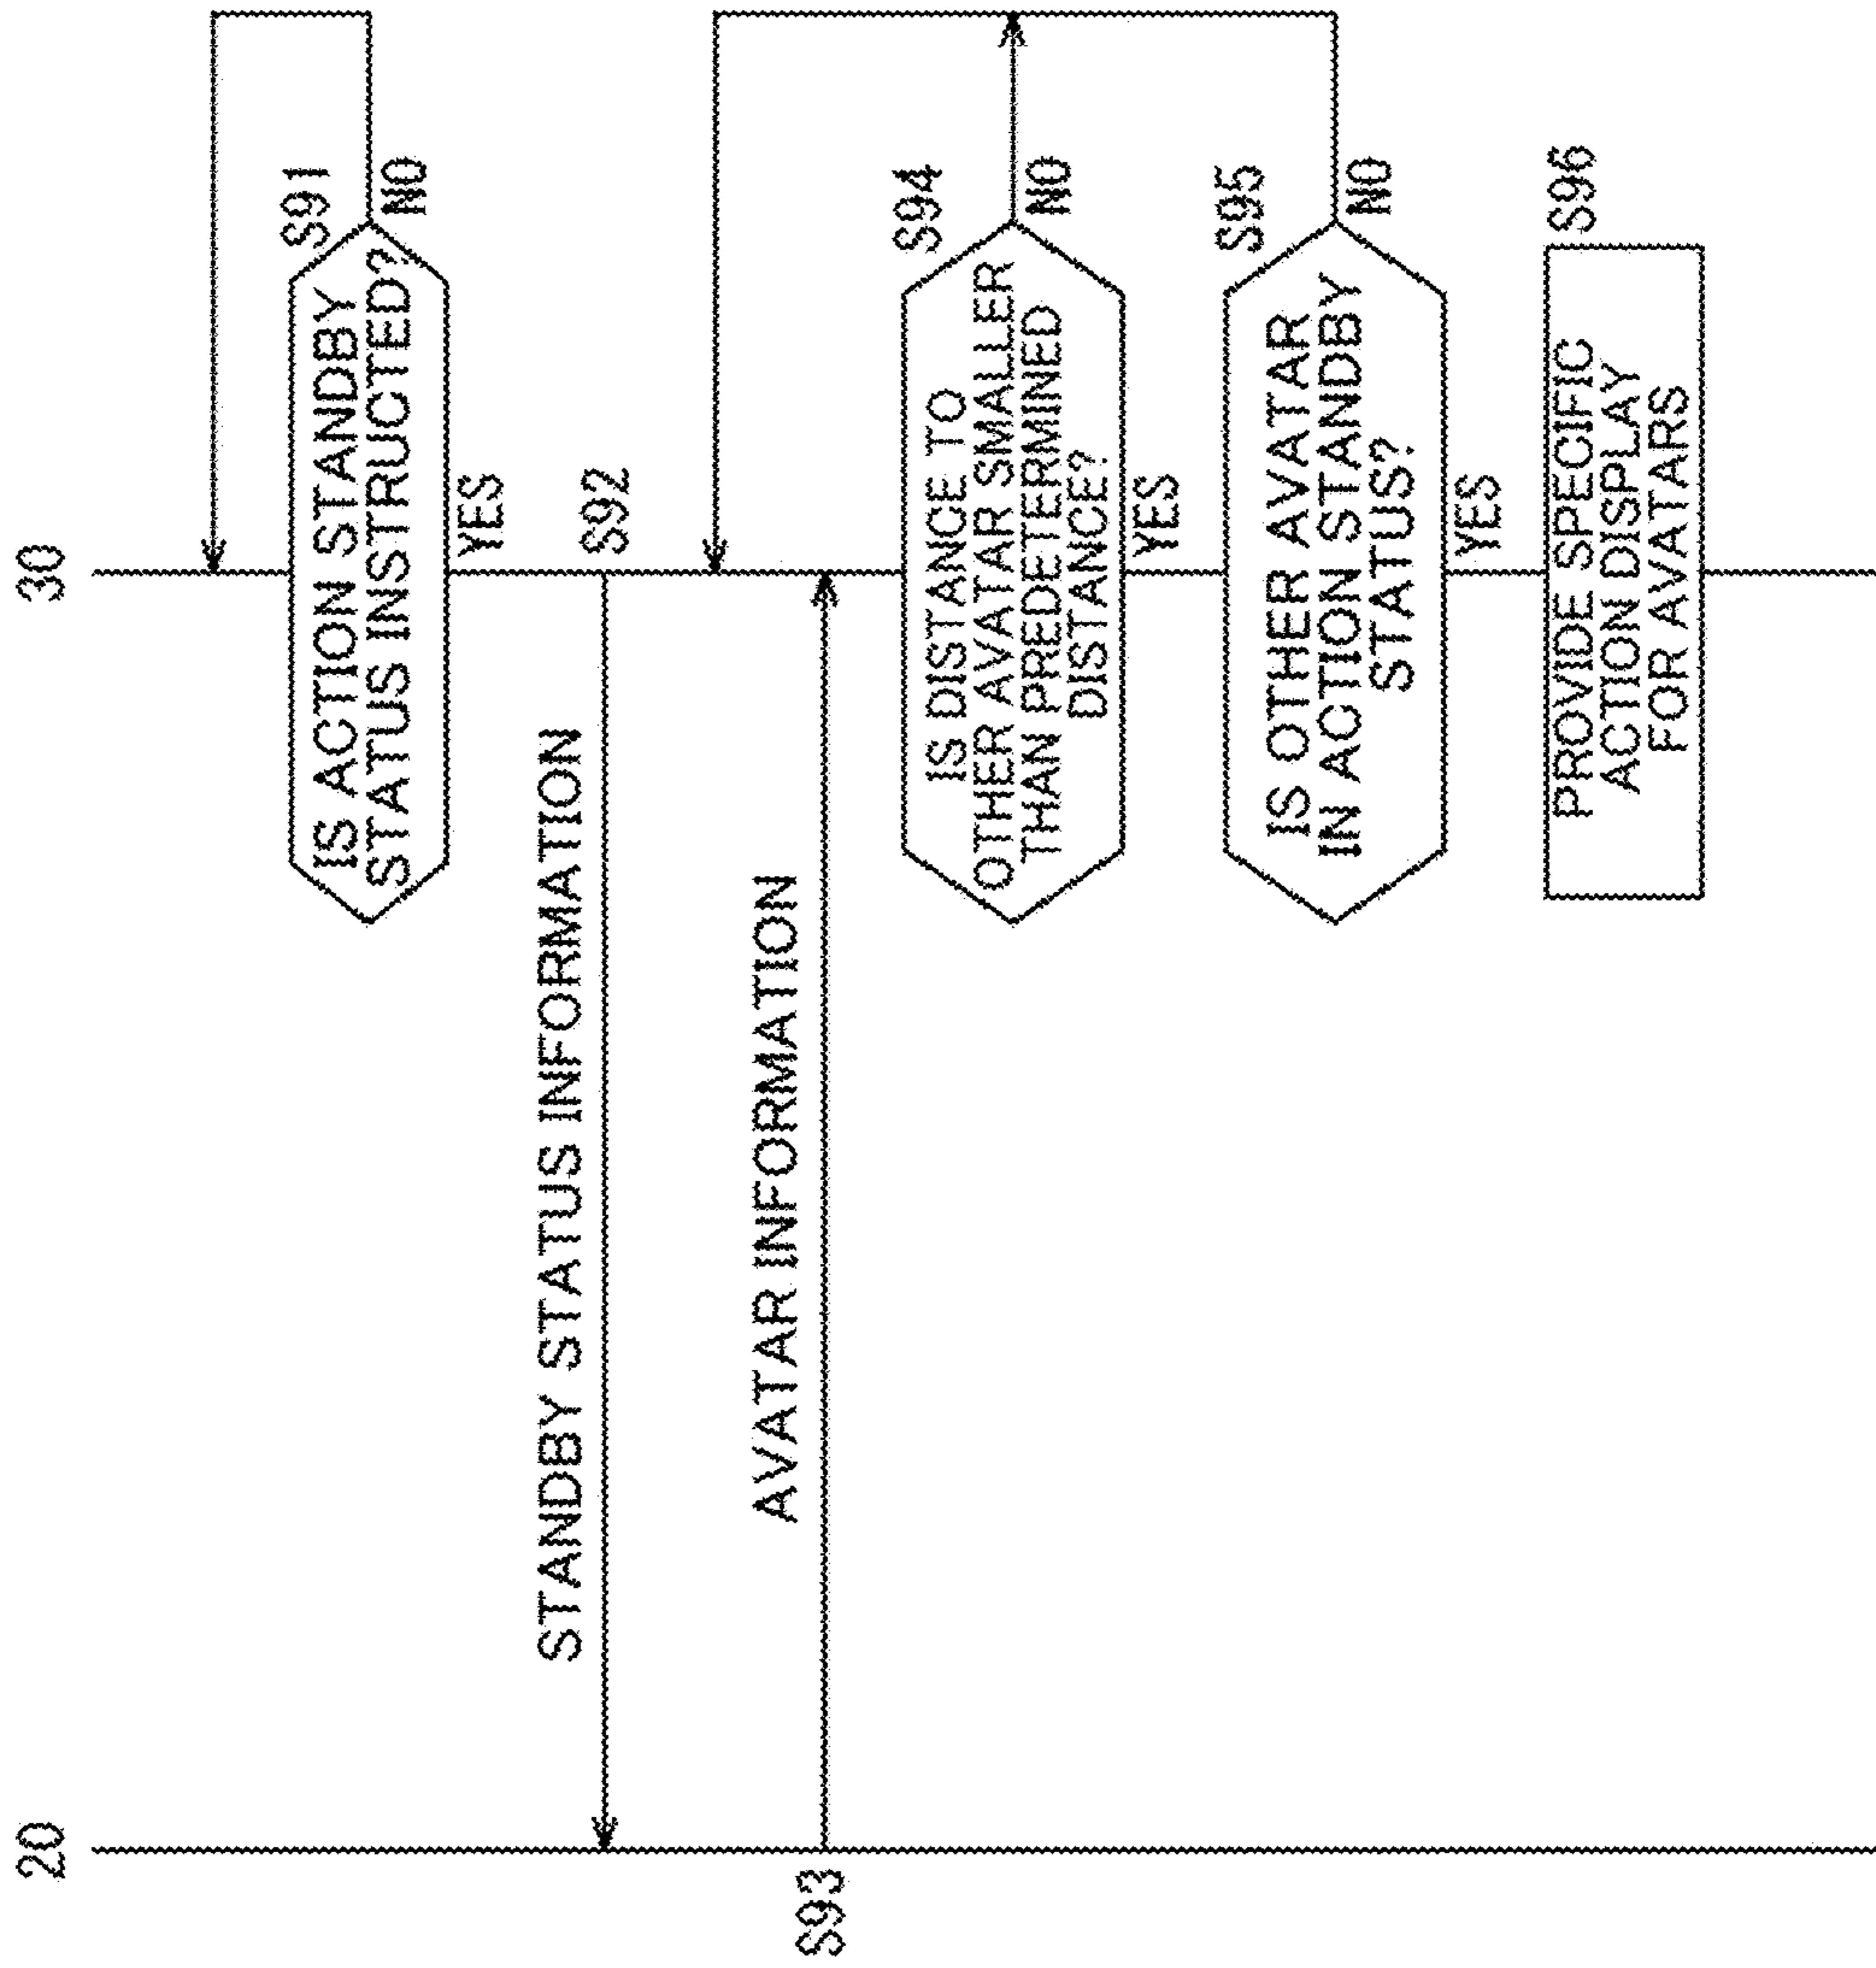 20
30
S91
IS ACTION STANDBY
STATUS INSTRUCTED?
NO
YES
STANDBY STATUS INFORMATION
S92
S93
AVATAR INFORMATION
S94
IS DISTANCE TO
OTHER AVATAR SMALLER
THAN PREDETERMINED
DISTANCE?
NO
YES
S95
IS OTHER AVATAR
IN ACTION STANDBY
STATUS?
NO
YES
S96
PROVIDE SPECIFIC
ACTION DISPLAY
FOR AVATARS